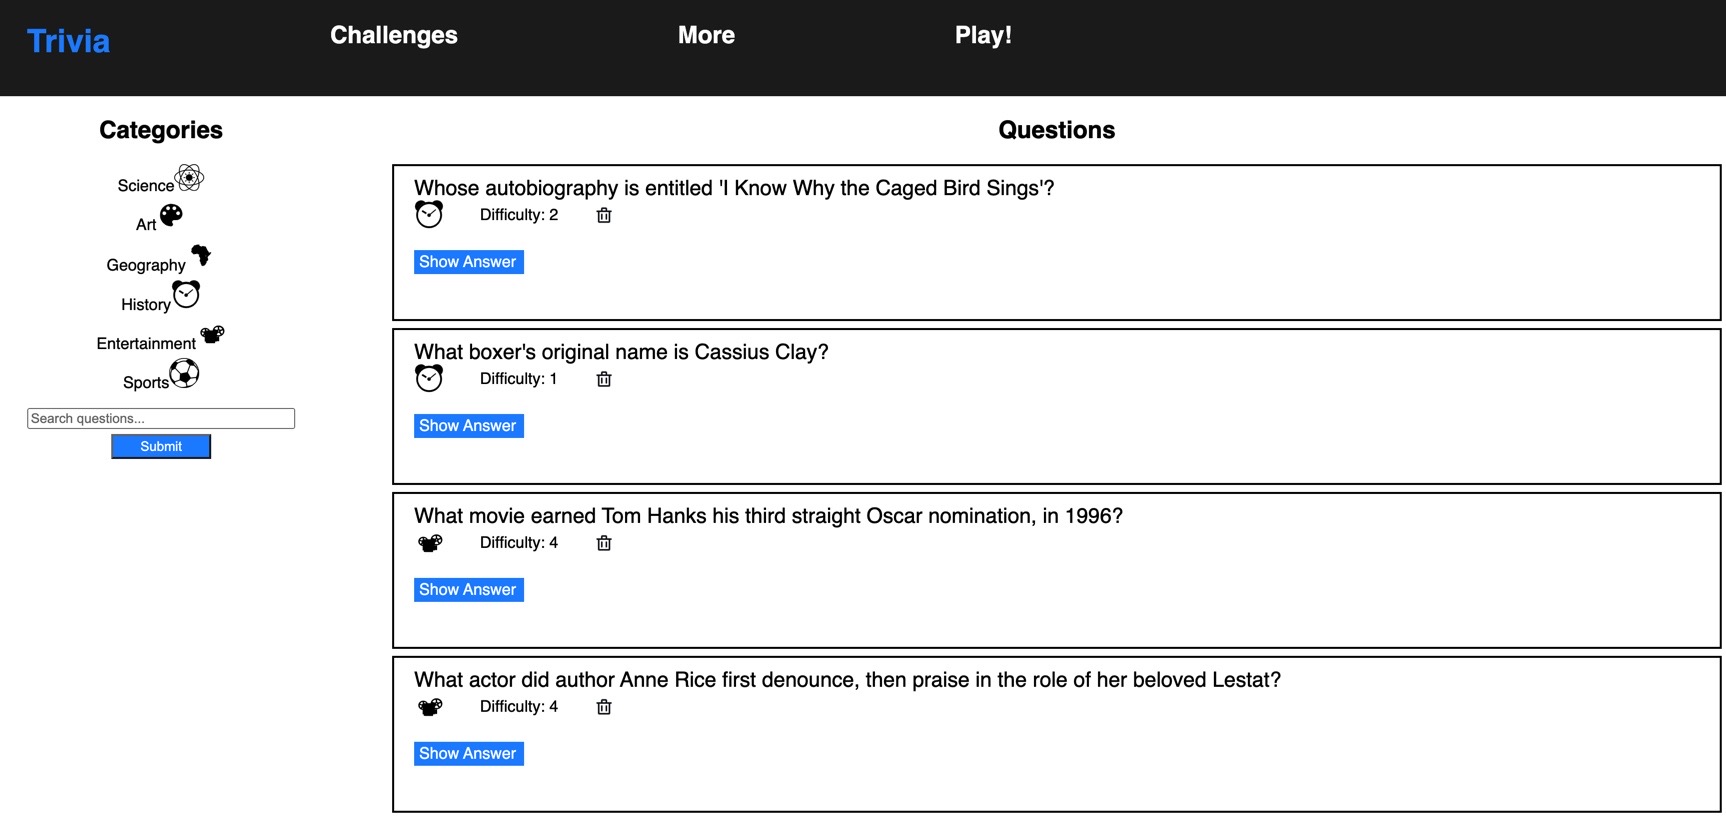 Trivia
Challenges
More
Play!
Categories
Science
Art
Geography
History
Entertainment
Sports
Search questions...
Submit
Questions
Whose autobiography is entitled 'I Know Why the Caged Bird Sings'?
Difficulty: 2
Show Answer
What boxer's original name is Cassius Clay?
Difficulty: 1
Show Answer
What movie earned Tom Hanks his third straight Oscar nomination, in 1996?
Difficulty: 4
Show Answer
What actor did author Anne Rice first denounce, then praise in the role of her beloved Lestat?
Difficulty: 4
Show Answer